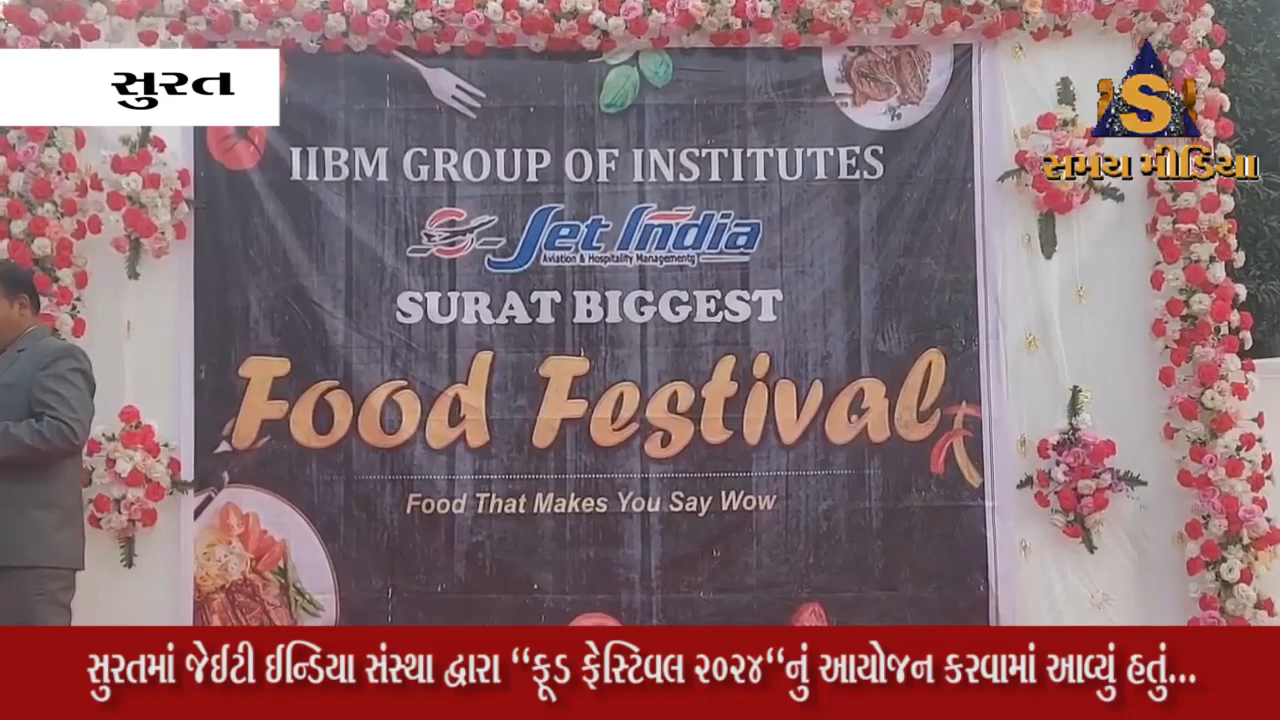 સુરત
S
સમય મીડિયા
IIBM GROUP OF INSTITUTES
Jet India
Aviation & Hospitality Managementg
SURAT BIGGEST
Food Festival
Food That Makes You Say Wow
સુરતમાં જેઈટી ઈન્ડિયા સંસ્થા દ્વારા “ફૂડ ફેસ્ટિવલ ૨૦૨૪“નું આયોજન કરવામાં આવ્યું હતું...